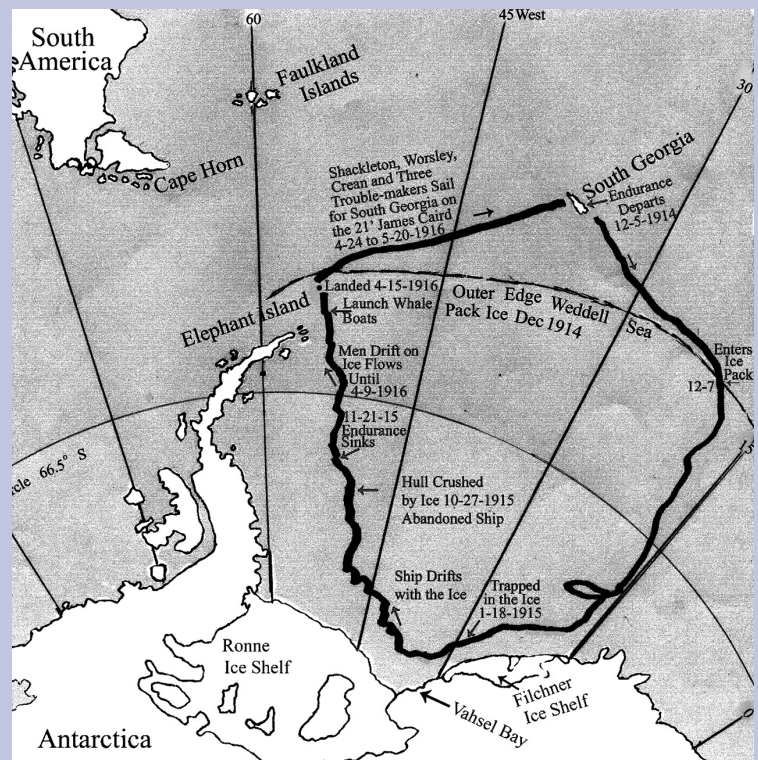 60
45 West
30
South
America
Faulkland
Islands
Cape Horn
South Georgia
Shackleton, Worsley,
Crean and Three
Trouble-makers Sail
for South Georgia on
the 21' James Caird
4-24 to 5-20-1916
Endurance
Departs
12-5-1914
Landed 4-15-1916
Launch Whale
Boats
Elephant Island
Outer Edge Weddell Sea
Pack Ice Dec 1914
Enters
Ice
Pack
12-7
Men Drift on
Ice Flows
Until
4-9-1916
11-21-15
Endurance
Sinks
15
rcle 66.5° S
Hull Crushed
by Ice 10-27-1915
Abandoned Ship
Ship Drifts
with the Ice
Trapped
in the Ice
1-18-1915
Ronne
Ice Shelf
Filchner
Ice Shelf
Vahsel Bay
0
Antarctica